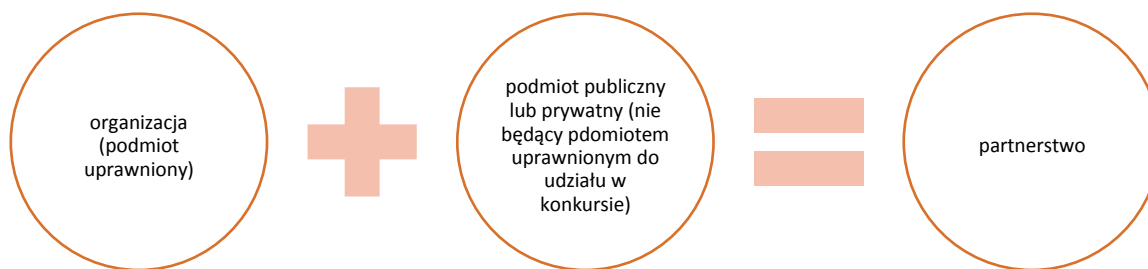 organizacja
(podmiot
uprawniony)
podmiot publiczny
lub prywatny (nie
będący pdomiotem
uprawnionym do
udziału w
konkursie)
partnerstwo